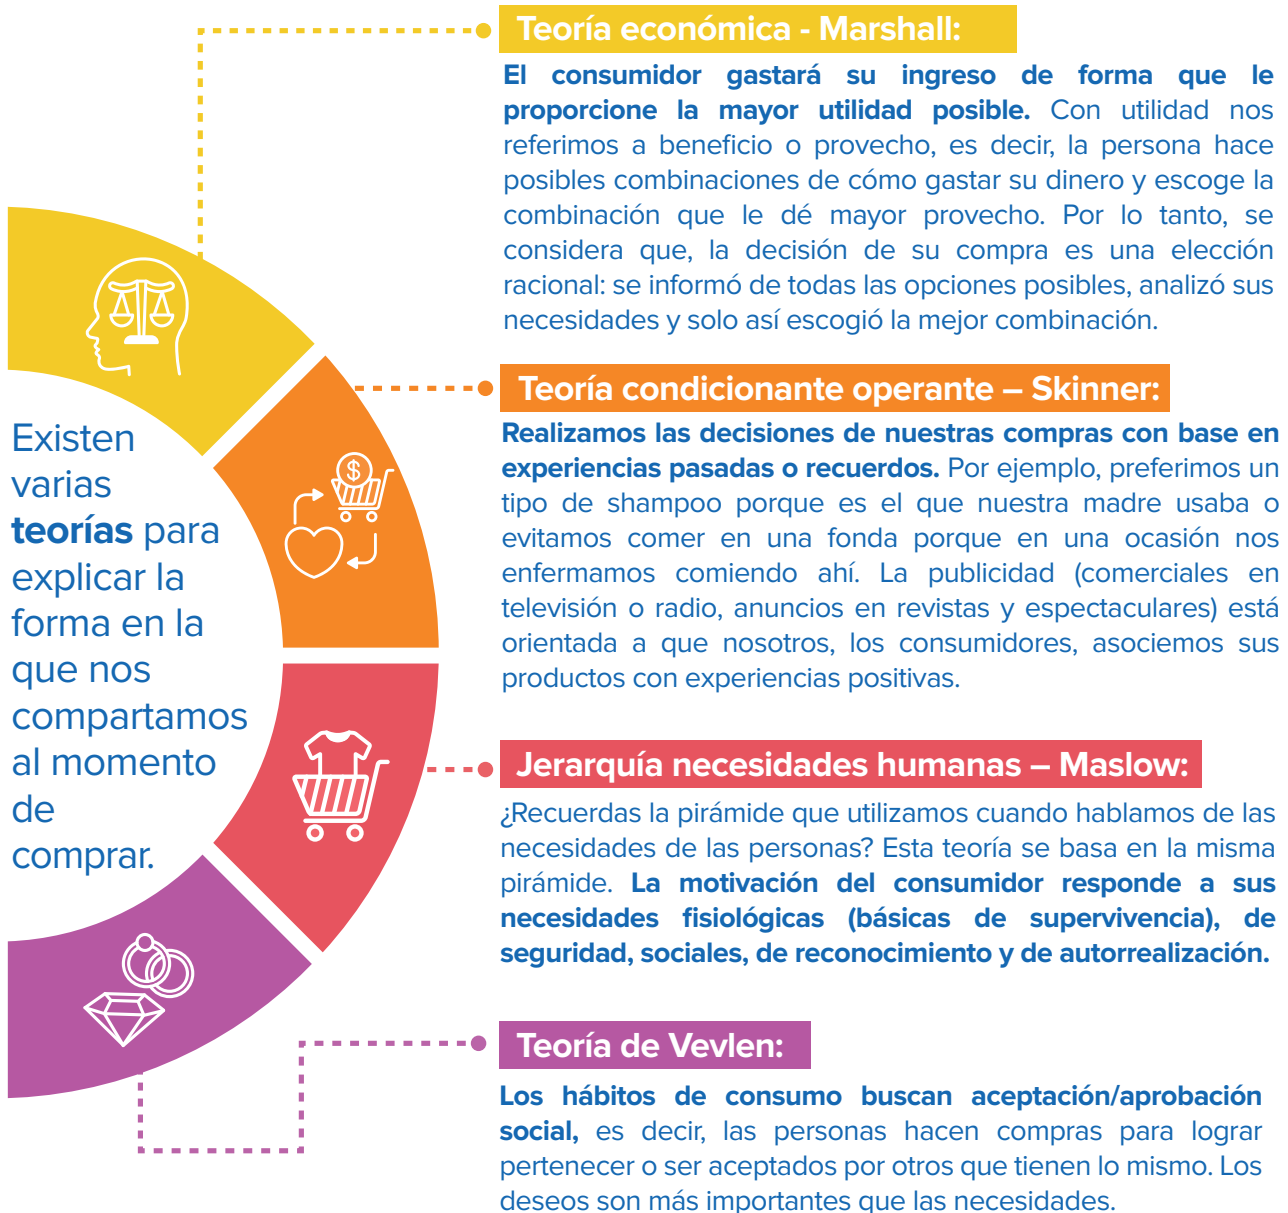 Teoría económica - Marshall:
El consumidor gastará su ingreso de forma que le
proporcione la mayor utilidad posible. Con utilidad nos
referimos a beneficio o provecho, es decir, la persona hace
posibles combinaciones de cómo gastar su dinero y escoge la
combinación que le dé mayor provecho. Por lo tanto, se
considera que, la decisión de su compra es una elección
racional: se informó de todas las opciones posibles, analizó sus
necesidades y solo así escogió la mejor combinación.
Existen
varias
teorías para
explicar la
forma en la
que nos
compartamos
al momento
de
comprar.
$
Teoría condicionante operante – Skinner:
Realizamos las decisiones de nuestras compras con base en
experiencias pasadas o recuerdos. Por ejemplo, preferimos un
tipo de shampoo porque es el que nuestra madre usaba o
evitamos comer en una fonda porque en una ocasión nos
enfermamos comiendo ahí. La publicidad (comerciales en
televisión o radio, anuncios en revistas y espectaculares) está
orientada a que nosotros, los consumidores, asociemos sus
productos con experiencias positivas.
Jerarquía necesidades humanas – Maslow:
¿Recuerdas la pirámide que utilizamos cuando hablamos de las
necesidades de las personas? Esta teoría se basa en la misma
pirámide. La motivación del consumidor responde a sus
necesidades fisiológicas (básicas de supervivencia), de
seguridad, sociales, de reconocimiento y de autorrealización.
Teoría de Vevlen:
Los hábitos de consumo buscan aceptación/aprobación
social, es decir, las personas hacen compras para lograr
pertenecer o ser aceptados por otros que tienen lo mismo. Los
deseos son más importantes que las necesidades.